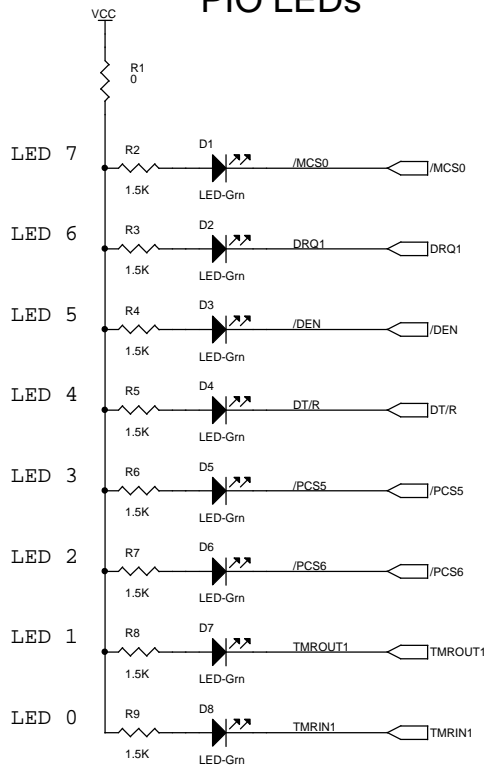 PIO LEDs
VCC
R1
0
LED 7
R2
1.5K
D1
LED-Grn
/MCS0
/MCS0
LED 6
R3
1.5K
D2
LED-Grn
DRQ1
DRQ1
LED 5
R4
1.5K
D3
LED-Grn
/DEN
/DEN
LED 4
R5
1.5K
D4
LED-Grn
DT/R
DT/R
LED 3
R6
1.5K
D5
LED-Grn
/PCS5
/PCS5
LED 2
R7
1.5K
D6
LED-Grn
/PCS6
/PCS6
LED 1
R8
1.5K
D7
LED-Grn
TMROUT1
TMROUT1
LED 0
R9
1.5K
D8
LED-Grn
TMRIN1
TMRIN1